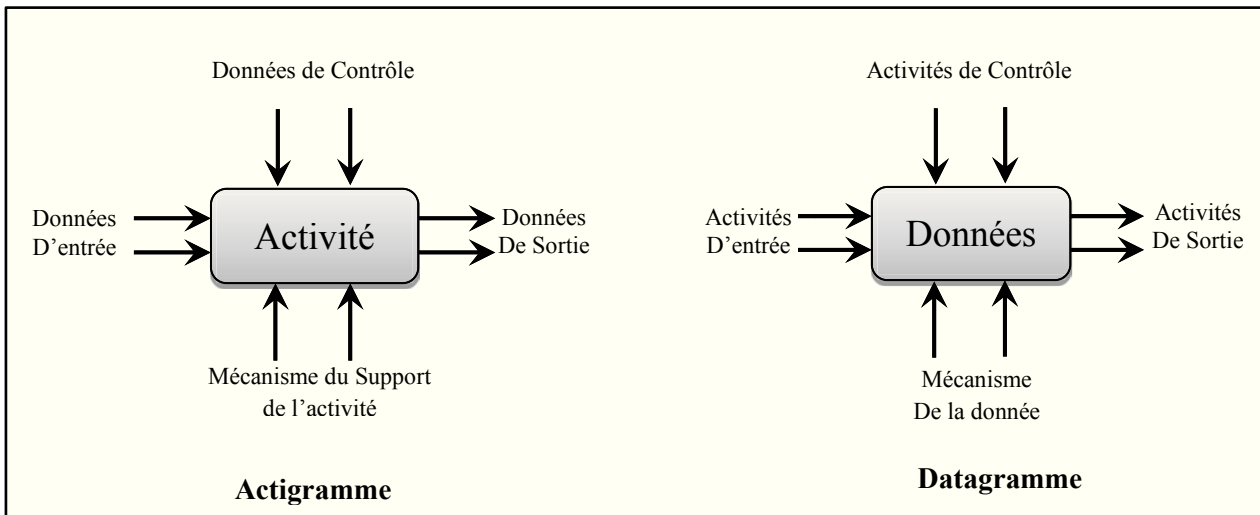 Données de Contrôle
Données
D'entrée
Activité
Données
De Sortie
Mécanisme du Support
de l'activité
Actigramme
Activités de Contrôle
Activités
D'entrée
Données
Activités
De Sortie
Mécanisme
De la donnée
Datagramme